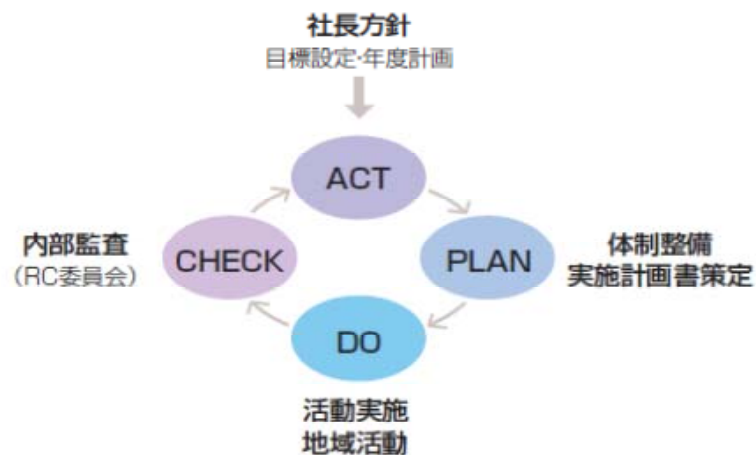 社長方針
目標設定・年度計画
ACT
内部監査
（RC委員会）
CHECK
PLAN
体制整備
実施計画書策定
DO
活動実施
地域活動